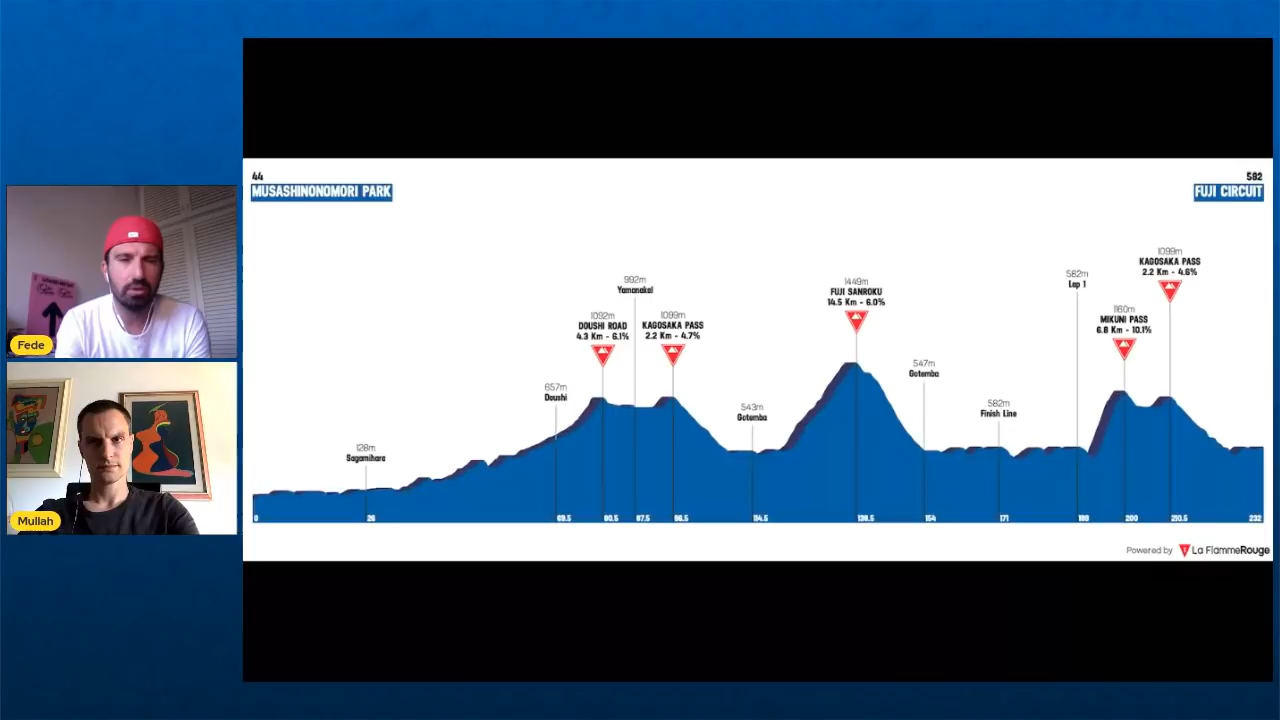 Fede
Mullah
44
MUSASHINONOMORI PARK
582
FUJI CIRCUIT
128m
Sagamihara
657m
Doushi
1092m
DOUSHI ROAD
4.3 Km - 6.1%
992m
Yamanakai
1099m
KAGOSAKA PASS
2.2 Km - 4.7%
543m
Gotemba
1449m
FUJI SANROKU
14.5 Km - 6.0%
547m
Gotemba
582m
Finish Line
582m
Lap 1
1160m
MIKUNI PASS
6.8 Km - 10.1%
1099m
KAGOSAKA PASS
2.2 Km - 4.6%
0 26 69.5 80.5 87.5 96.5 114.5 138.5 154 171 189 200 210.5 232
Powered by La FlammeRouge